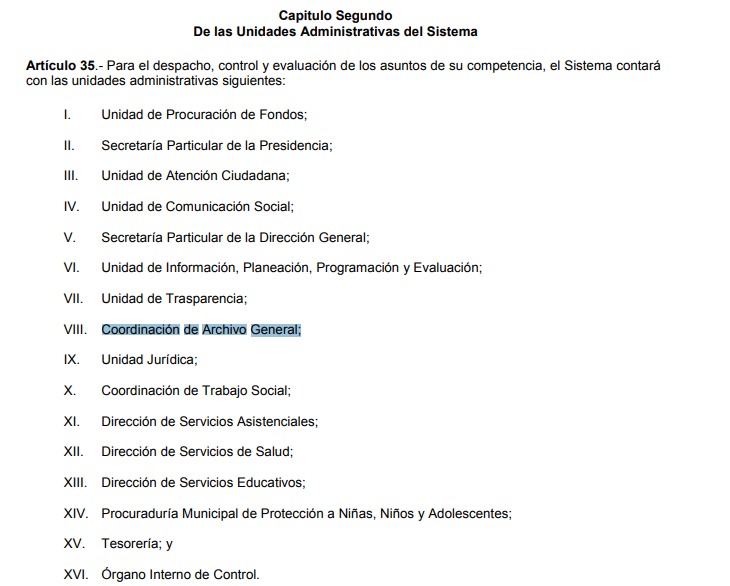 Capitulo Segundo
De las Unidades Administrativas del Sistema
Artículo 35.- Para el despacho, control y evaluación de los asuntos de su competencia, el Sistema contará
con las unidades administrativas siguientes:
I. Unidad de Procuración de Fondos;
II. Secretaría Particular de la Presidencia;
III. Unidad de Atención Ciudadana;
IV. Unidad de Comunicación Social;
V. Secretaría Particular de la Dirección General;
VI. Unidad de Información, Planeación, Programación y Evaluación;
VII. Unidad de Trasparencia;
VIII. Coordinación de Archivo General;
IX. Unidad Jurídica;
X. Coordinación de Trabajo Social;
XI. Dirección de Servicios Asistenciales;
XII. Dirección de Servicios de Salud;
XIII. Dirección de Servicios Educativos;
XIV. Procuraduría Municipal de Protección a Niñas, Niños y Adolescentes;
XV. Tesorería; y
XVI. Órgano Interno de Control.